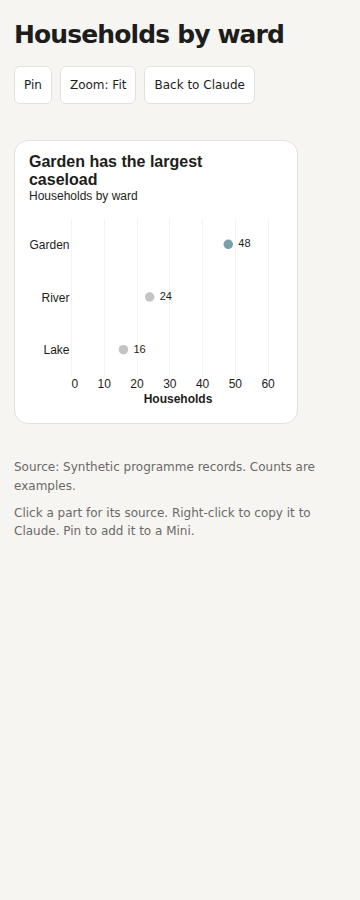 Households by ward
Pin
Zoom: Fit
Back to Claude
Garden has the largest
caseload
Households by ward
Garden
48
River
24
Lake
16
0 10 20 30 40 50 60
Households
Source: Synthetic programme records. Counts are
examples.
Click a part for its source. Right-click to copy it to
Claude. Pin to add it to a Mini.